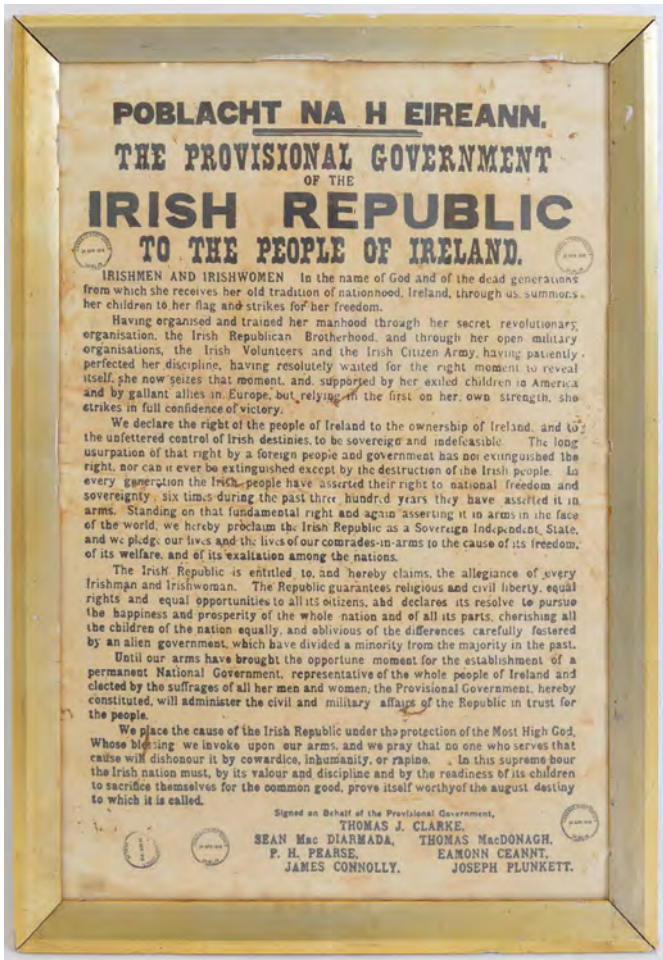 POBLACHT NA H EIREANN.
THE PROVISIONAL GOVERNMENT
OF THE
IRISH REPUBLIC
TO THE PEOPLE OF IRELAND.
IRISHMEN AND IRISHWOMEN In the name of God and of the dead generations
from which she receives her old tradition of nationhood, Ireland, through us, summons
her children to her flag and strikes for her freedom.
Having organised and trained her manhood through her secret revolutionary
organisation, the Irish Republican Brotherhood, and through her open military
organisations, the Irish Volunteers and the Irish Citizen Army, having patiently
perfected her discipline, having resolutely waited for the right moment to reveal
itself, she now seizes that moment, and, supported by her exiled children in America
and by gallant allies in Europe, but relying in the first on her own strength, she
strikes in full confidence of victory.
We declare the right of the people of Ireland to the ownership of Ireland, and to
the unfettered control of Irish destinies, to be sovereign and indefeasible. The long
usurpation of that right by a foreign people and government has not extinguished the
right, nor can it ever be extinguished except by the destruction of the Irish people. In
every generation the Irish people have asserted their right to national freedom and
sovereignty; six times during the past three hundred years they have asserted it in
arms. Standing on that fundamental right and again asserting it in arms in the face
of the world, we hereby proclaim the Irish Republic as a Sovereign Independent State,
and we pledge our lives and the lives of our comrades-in-arms to the cause of its freedom,
of its welfare, and of its exaltation among the nations.
The Irish Republic is entitled to, and hereby claims, the allegiance of every
Irishman and Irishwoman. The Republic guarantees religious and civil liberty, equal
rights and equal opportunities to all its citizens, and declares its resolve to pursue
the happiness and prosperity of the whole nation and of all its parts, cherishing all
the children of the nation equally, and oblivious of the differences carefully fostered
by an alien government, which have divided a minority from the majority in the past.
Until our arms have brought the opportune moment for the establishment of a
permanent National Government, representative of the whole people of Ireland and
elected by the suffrages of all her men and women, the Provisional Government, hereby
constituted, will administer the civil and military affairs of the Republic in trust for
the people.
We place the cause of the Irish Republic under the protection of the Most High God,
Whose blessing we invoke upon our arms, and we pray that no one who serves that
cause will dishonour it by cowardice, inhumanity, or rapine. In this supreme hour
the Irish nation must, by its valour and discipline and by the readiness of its children
to sacrifice themselves for the common good, prove itself worthy of the august destiny
to which it is called.
Signed on Behalf of the Provisional Government,
THOMAS J. CLARKE,
SEAN Mac DIARMADA, THOMAS MacDONAGH,
P. H. PEARSE, EAMONN CEANNT,
JAMES CONNOLLY, JOSEPH PLUNKETT.